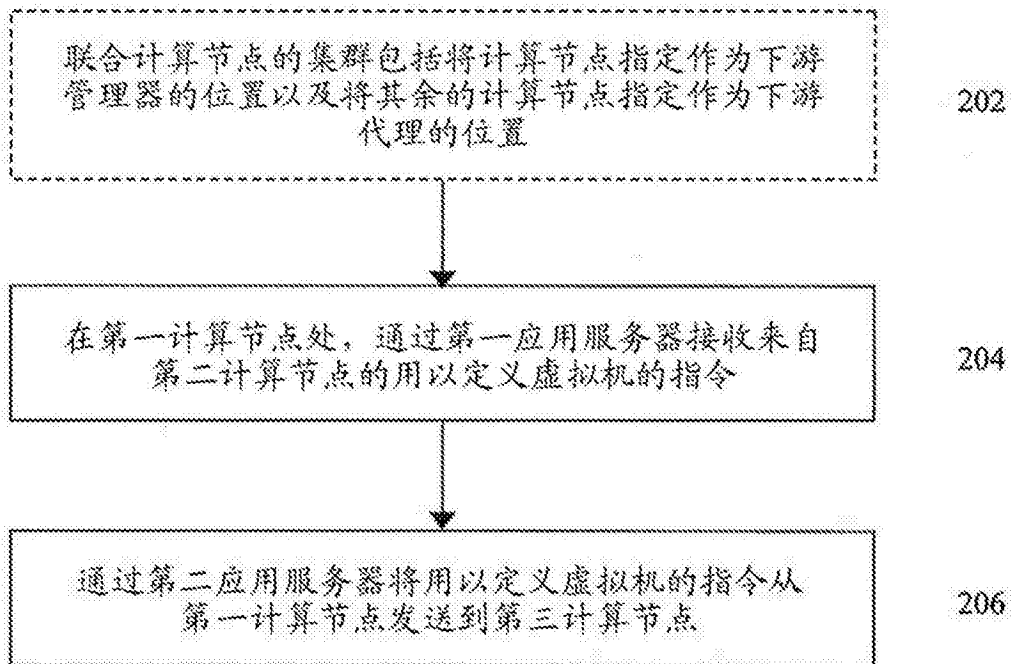 联合计算节点的集群包括将计算节点指定作为下游
管理器的位置以及将其余的计算节点指定作为下游
代理的位置
202
在第一计算节点处，通过第一应用服务器接收来自
第二计算节点的用以定义虚拟机的指令
204
通过第二应用服务器将用以定义虚拟机的指令从
第一计算节点发送到第三计算节点
206